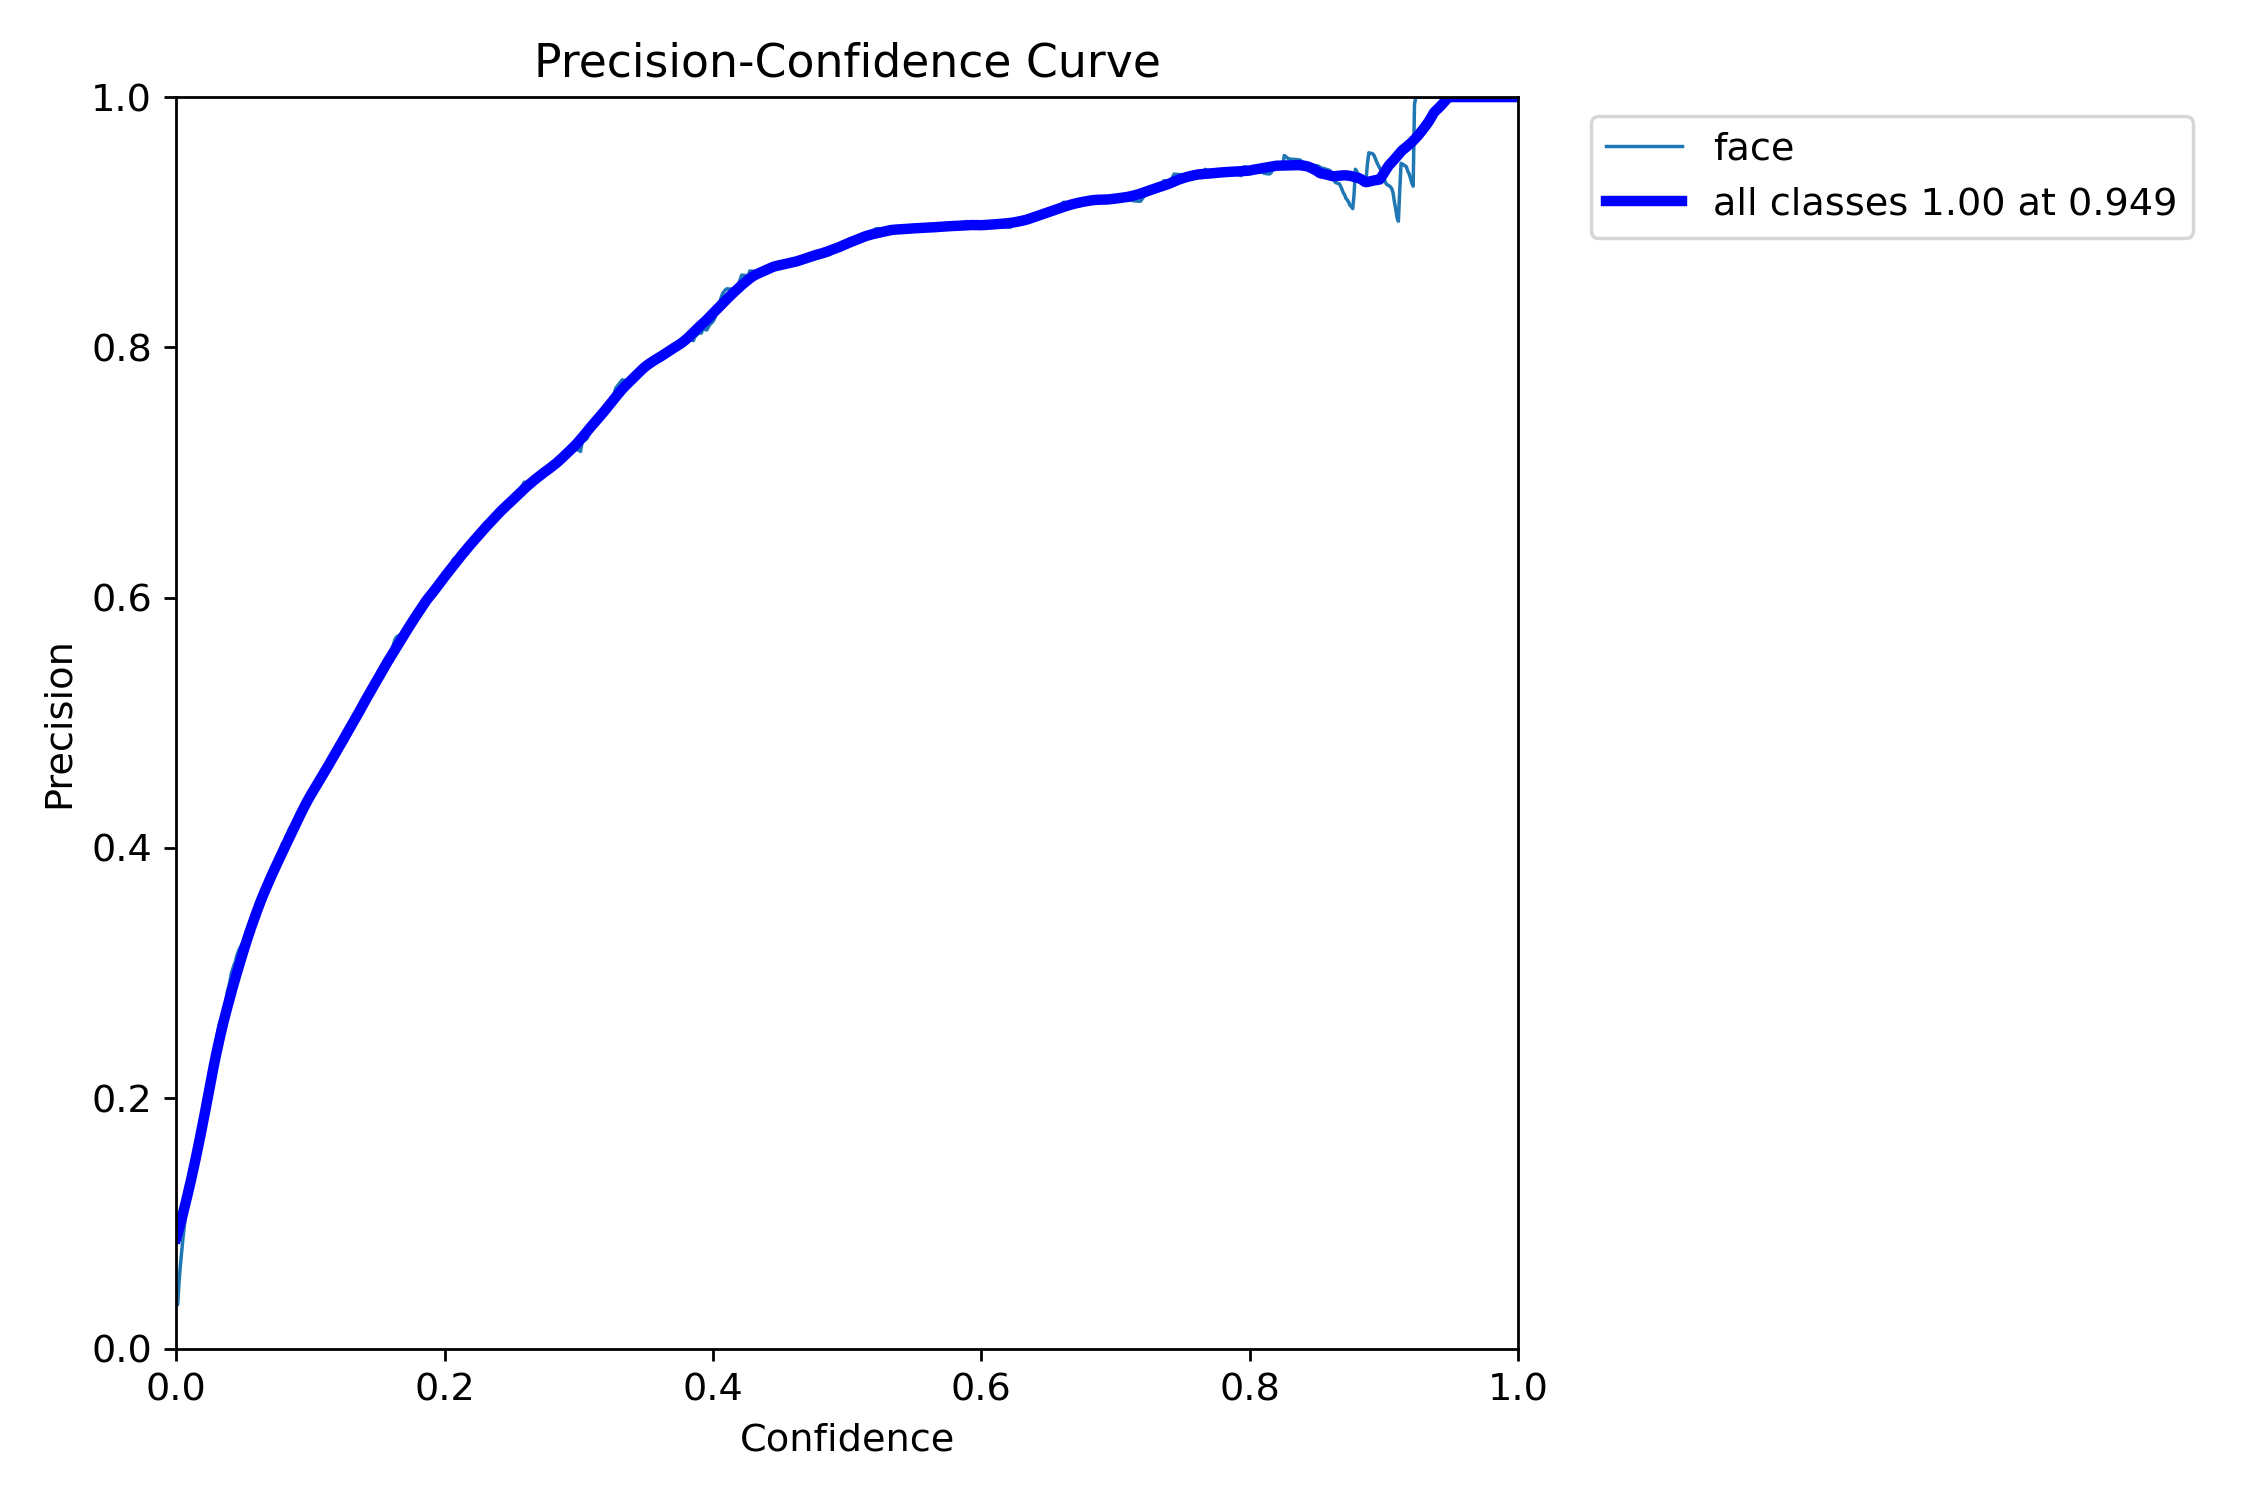 Precision-Confidence Curve
1.0
0.8
0.6
0.4
0.2
0.0
Precision
0.0 0.2 0.4 0.6 0.8 1.0
Confidence
face
all classes 1.00 at 0.949